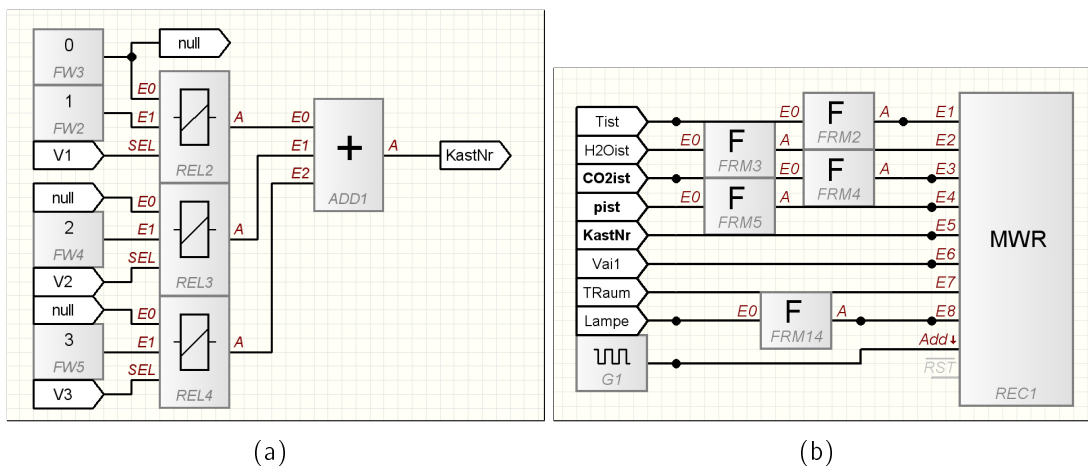 0
null
FW3
E0
1
E1
A
E0
FW2
V1
SEL
REL2
E1
+
A
KastNr
E2
ADD1
null
E0
2
E1
A
FW4
V2
SEL
REL3
null
E0
3
E1
A
FW5
V3
SEL
REL4
(a)
Tist
E0
F
A
E1
FRM2
H2Oist
E0
F
A
E2
FRM3
CO2ist
E0
F
A
E3
FRM4
pist
E0
F
A
E4
FRM5
KastNr
E5
MWR
Vai1
E6
TRaum
E7
Lampe
E0
F
A
E8
FRM14
Add
G1
RST
REC1
(b)